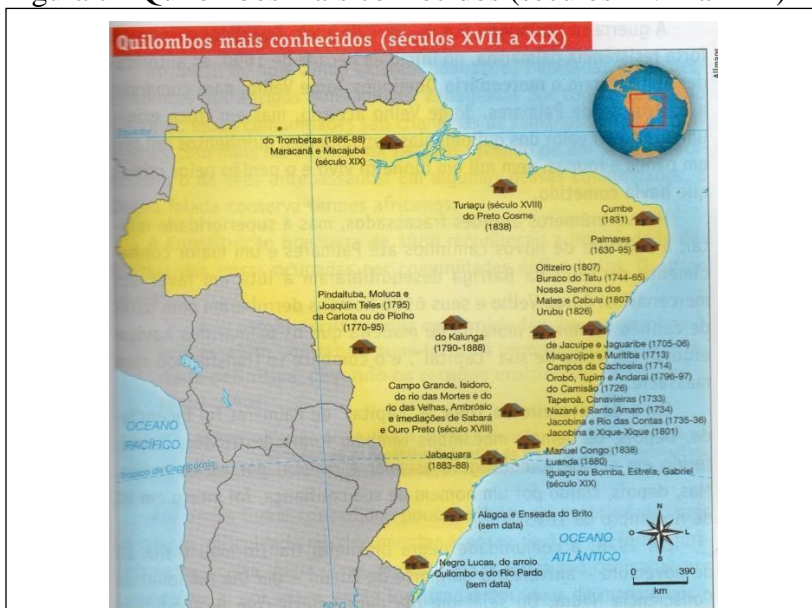 Quilombos mais conhecidos (séculos XVII a XIX)
Allmaps
Equador
do Trombetas (1866-88)
Maracanã e Macajubá
(século XIX)
Turiaçu (século XVIII)
do Preto Cosme
(1838)
Cumbe
(1831)
Palmares
(1630-95)
Oitizeiro (1807)
Buraco do Tatu (1744-65)
Nossa Senhora dos
Males e Cabula (1807)
Urubu (1826)
Pindaituba, Moluca e
Joaquim Teles (1795)
da Carlota ou do Piolho
(1770-95)
do Kalunga
(1790-1888)
de Jacuipe e Jaguaribe (1705-06)
Magarojipe e Muritiba (1713)
Campos da Cachoeira (1714)
Orobó, Tupim e Andaraí (1796-97)
do Camisão (1726)
Taperoá, Canavieiras (1733)
Nazaré e Santo Amaro (1734)
Jacobina e Rio das Contas (1735-36)
Jacobina e Xique-Xique (1801)
Campo Grande, Isidoro,
do rio das Mortes e do
rio das Velhas, Ambrósio
e imediações de Sabará
e Ouro Preto (século XVIII)
OCEANO
PACÍFICO
Trópico de Capricórnio
Jabaquara
(1883-88)
Manuel Congo (1838)
Luanda (1880)
Iguaçu ou Bomba, Estrela, Gabriel
(século XIX)
Alagoa e Enseada do Brito
(sem data)
OCEANO
ATLÂNTICO
N
O
L
S
Negro Lucas, do arroio
Quilombo e do Rio Pardo
(sem data)
0
390
km